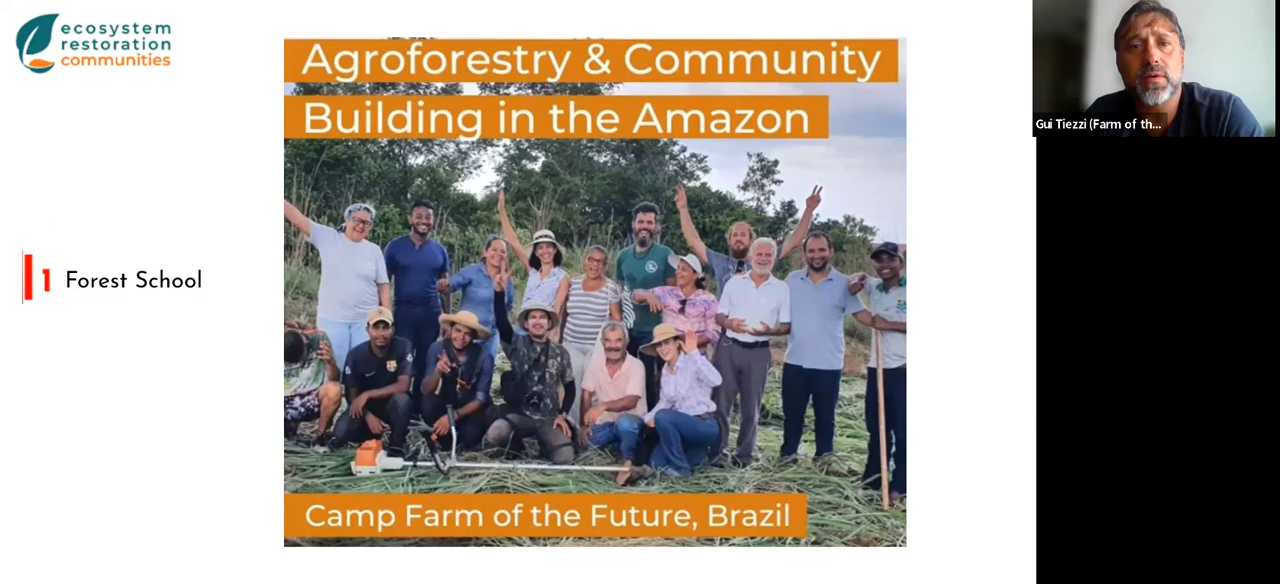 ecosystem
restoration
communities
Agroforestry & Community
Building in the Amazon
1 Forest School
Camp Farm of the Future, Brazil
Gui Tiezzi (Farm of th...